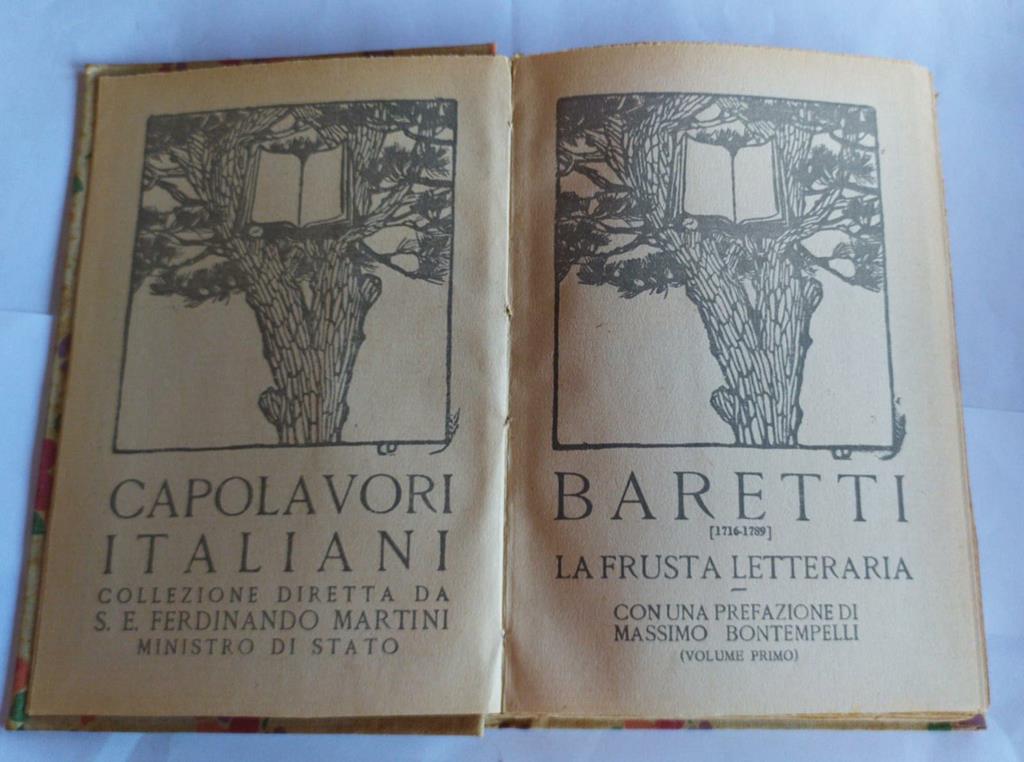 CAPOLAVORI
ITALIANI
COLLEZIONE DIRETTA DA
S. E. FERDINANDO MARTINI
MINISTRO DI STATO
BARETTI
[1716-1789]
LA FRUSTA LETTERARIA
CON UNA PREFAZIONE DI
MASSIMO BONTEMPELLI
(VOLUME PRIMO)